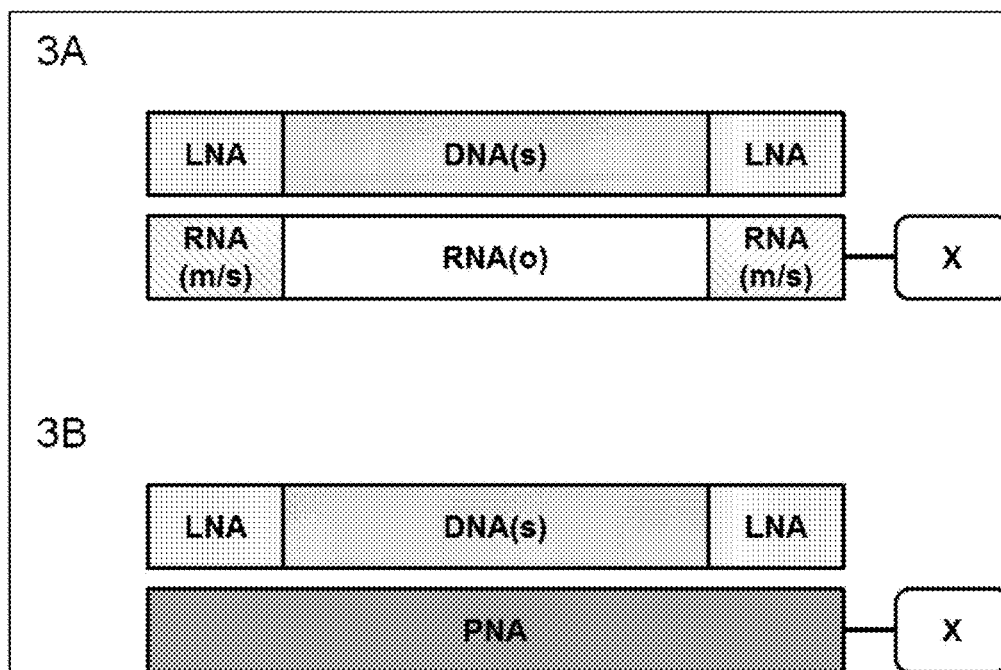 3A
LNA DNA(s) LNA
RNA RNA(o) RNA
(m/s) (m/s) X
3B
LNA DNA(s) LNA
PNA X